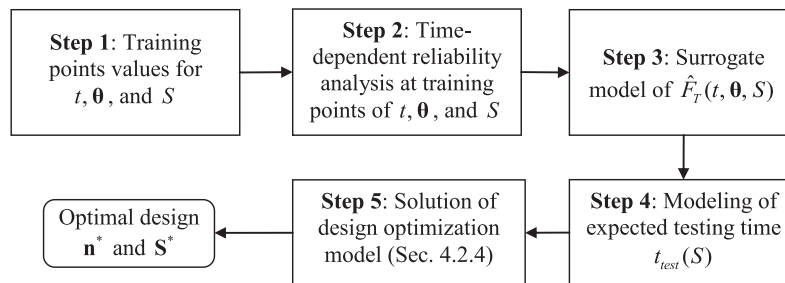 Step 1: Training
points values for
t, θ, and S
Step 2: Time-
dependent reliability
analysis at training
points of t, θ, and S
Step 3: Surrogate
model of F̂_T(t, θ, S)
Step 4: Modeling of
expected testing time
t_test(S)
Step 5: Solution of
design optimization
model (Sec. 4.2.4)
Optimal design
n* and S*